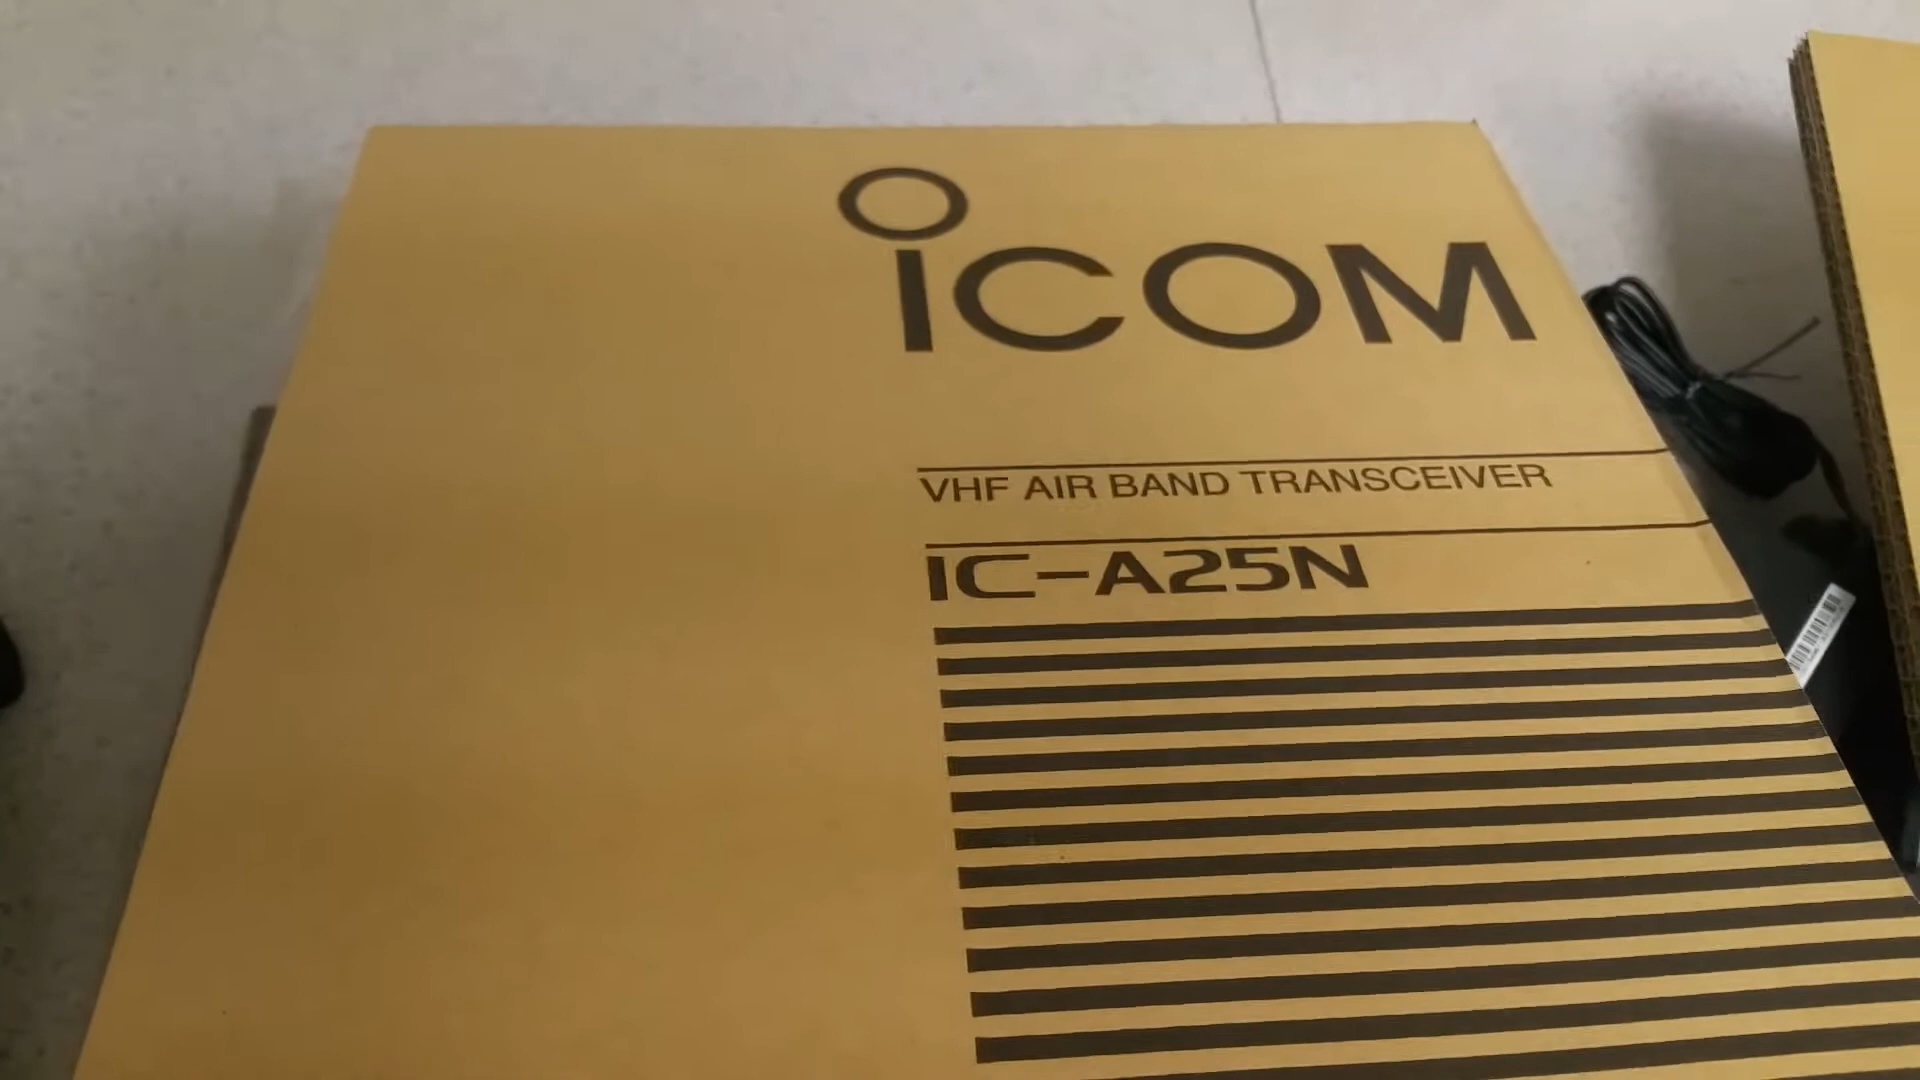 ICOM
VHF AIR BAND TRANSCEIVER
IC-A25N